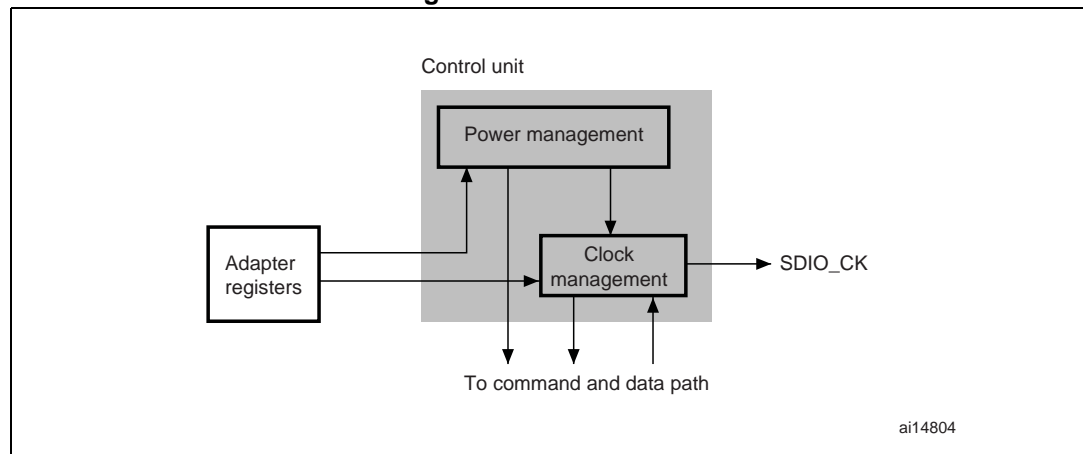 Control unit
Power management
Adapter
registers
Clock
management
SDIO_CK
To command and data path
ai14804